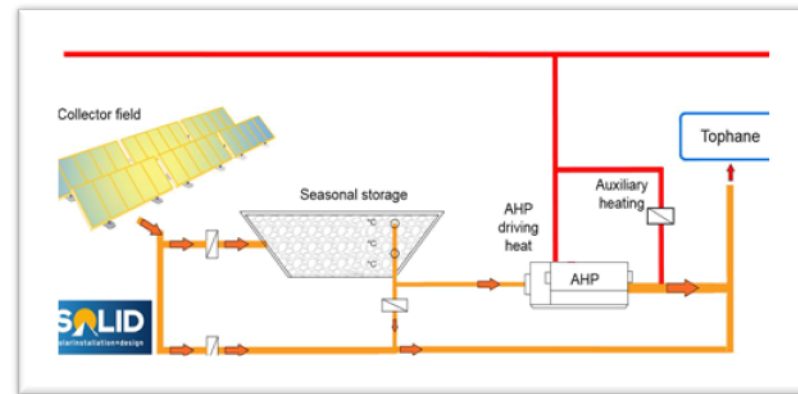 Collector field
Tophane
Seasonal storage
Auxiliary
heating
AHP
driving
heat
°C
°C
°C
AHP
SOLID
solarinstallation+design